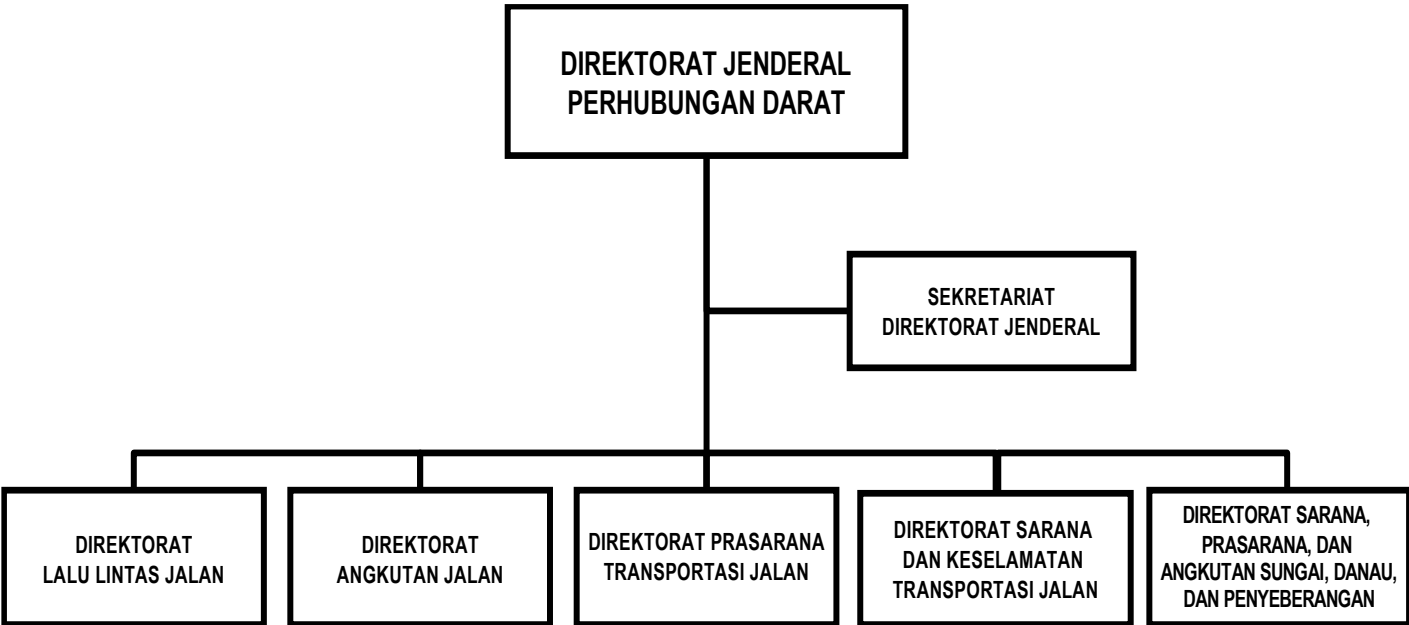 DIREKTORAT JENDERAL
PERHUBUNGAN DARAT
SEKRETARIAT
DIREKTORAT JENDERAL
DIREKTORAT
LALU LINTAS JALAN
DIREKTORAT
ANGKUTAN JALAN
DIREKTORAT PRASARANA
TRANSPORTASI JALAN
DIREKTORAT SARANA
DAN KESELAMATAN
TRANSPORTASI JALAN
DIREKTORAT SARANA,
PRASARANA, DAN
ANGKUTAN SUNGAI, DANAU,
DAN PENYEBERANGAN